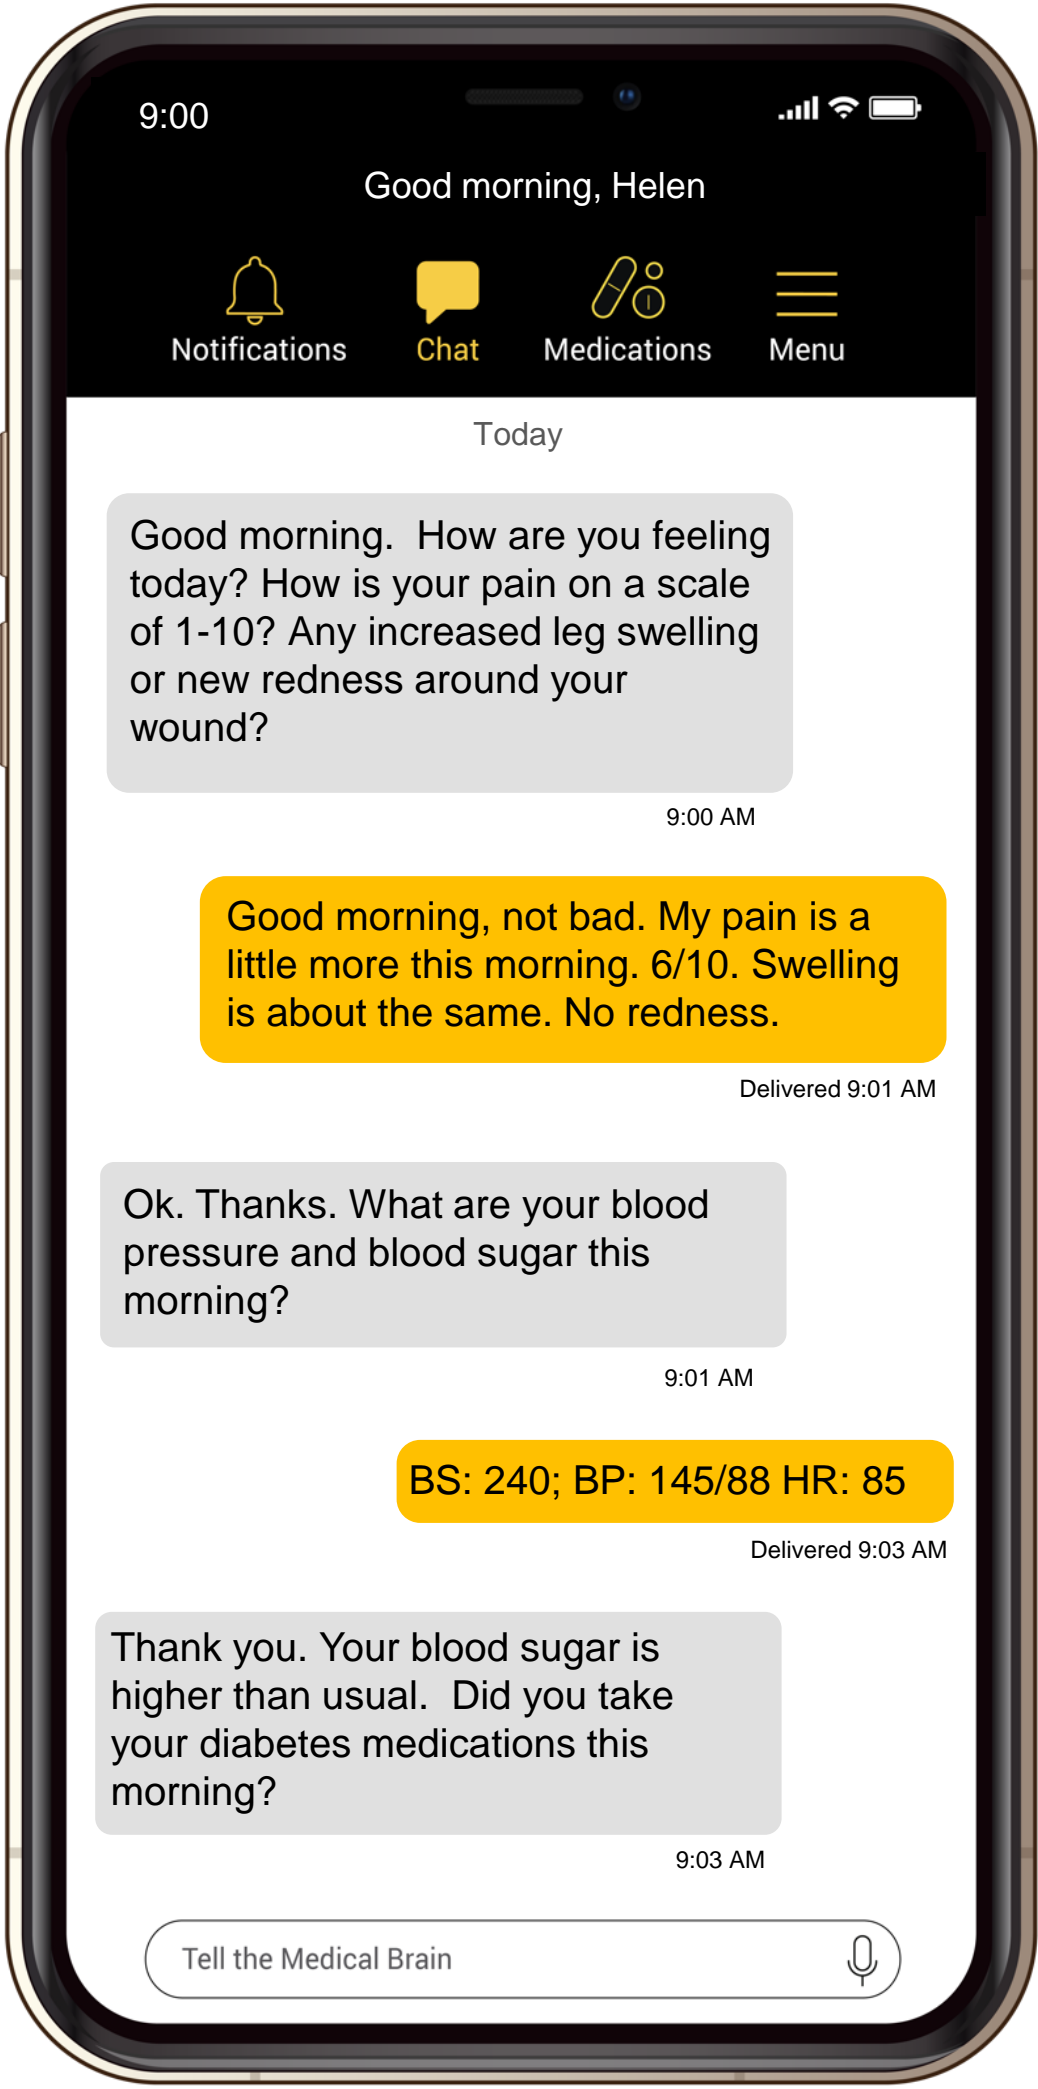 9:00
Good morning, Helen
Notifications
Chat
Medications
Menu
Today
Good morning.  How are you feeling
today? How is your pain on a scale
of 1-10? Any increased leg swelling
or new redness around your
wound?
9:00 AM
Good morning, not bad. My pain is a
little more this morning. 6/10. Swelling
is about the same. No redness.
Delivered 9:01 AM
Ok. Thanks. What are your blood
pressure and blood sugar this
morning?
9:01 AM
BS: 240; BP: 145/88 HR: 85
Delivered 9:03 AM
Thank you. Your blood sugar is
higher than usual.  Did you take
your diabetes medications this
morning?
9:03 AM
Tell the Medical Brain